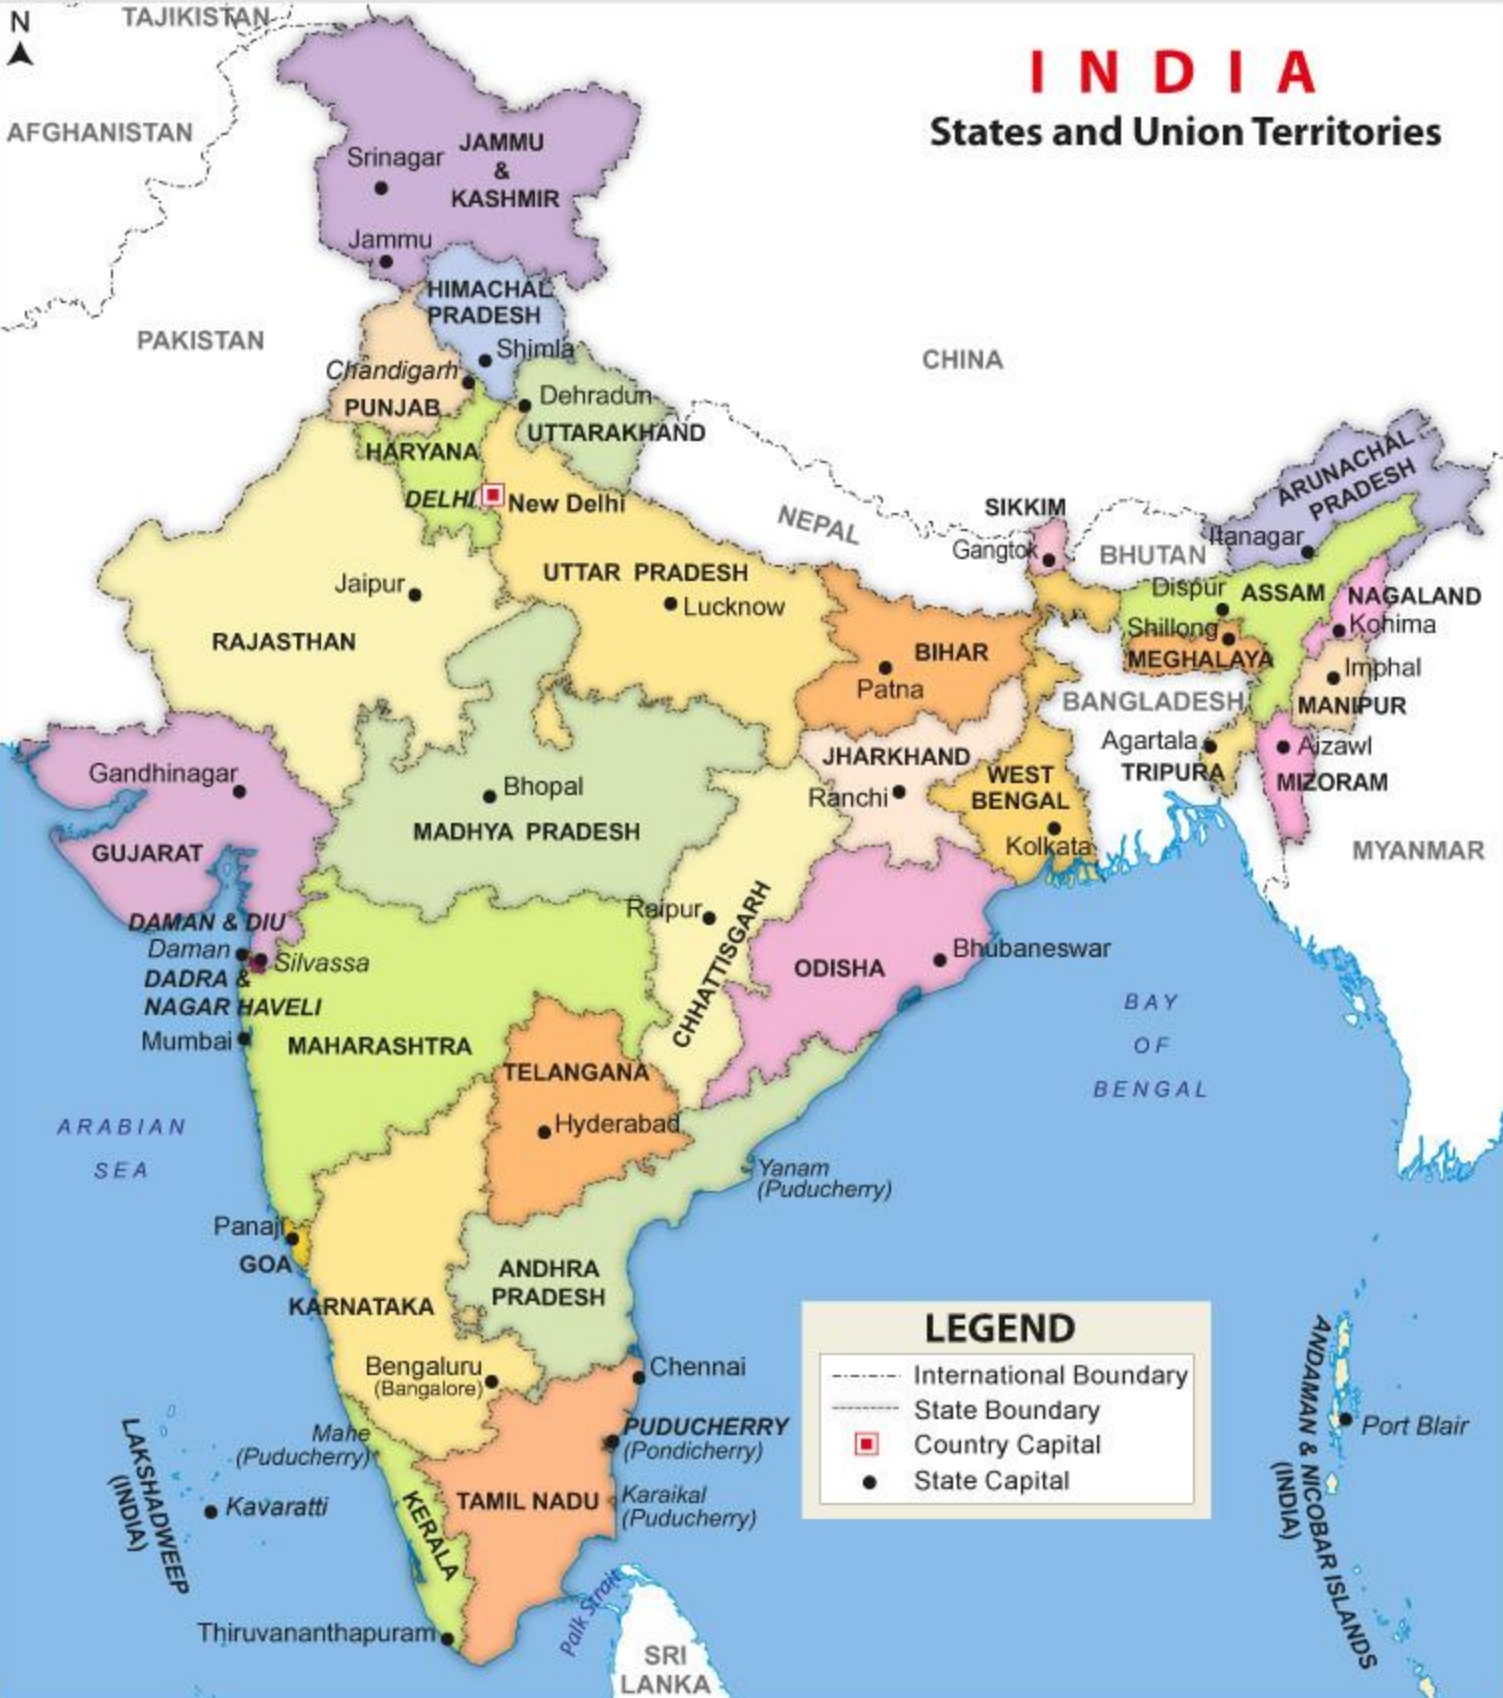 N
TAJIKISTAN
INDIA
States and Union Territories
AFGHANISTAN
JAMMU
&
KASHMIR
Srinagar
Jammu
HIMACHAL
PRADESH
PAKISTAN
Shimla
CHINA
Chandigarh
PUNJAB
Dehradun
UTTARAKHAND
HARYANA
DELHI
New Delhi
ARUNACHAL
PRADESH
SIKKIM
NEPAL
Gangtok
BHUTAN
Itanagar
UTTAR PRADESH
Jaipur
Lucknow
Dispur
ASSAM
NAGALAND
Kohima
RAJASTHAN
BIHAR
Patna
Shillong
MEGHALAYA
Imphal
MANIPUR
BANGLADESH
Gandhinagar
Bhopal
JHARKHAND
Ranchi
WEST
BENGAL
Kolkata
Agartala
TRIPURA
Aizawl
MIZORAM
MADHYA PRADESH
GUJARAT
MYANMAR
Raipur
CHHATTISGARH
DAMAN & DIU
Daman
Silvassa
DADRA &
NAGAR HAVELI
Mumbai
MAHARASHTRA
ODISHA
Bhubaneswar
BAY
OF
BENGAL
TELANGANA
Hyderabad
ARABIAN
SEA
Yanam
(Puducherry)
Panaji
GOA
ANDHRA
PRADESH
KARNATAKA
Bengaluru
(Bangalore)
Chennai
LEGEND
International Boundary
State Boundary
Country Capital
State Capital
Mahe
(Puducherry)
PUDUCHERRY
(Pondicherry)
Karaikal
(Puducherry)
TAMIL NADU
KERALA
LAKSHADWEEP
(INDIA)
Kavaratti
Thiruvananthapuram
Palk Strait
SRI
LANKA
Port Blair
ANDAMAN & NICOBAR ISLANDS
(INDIA)